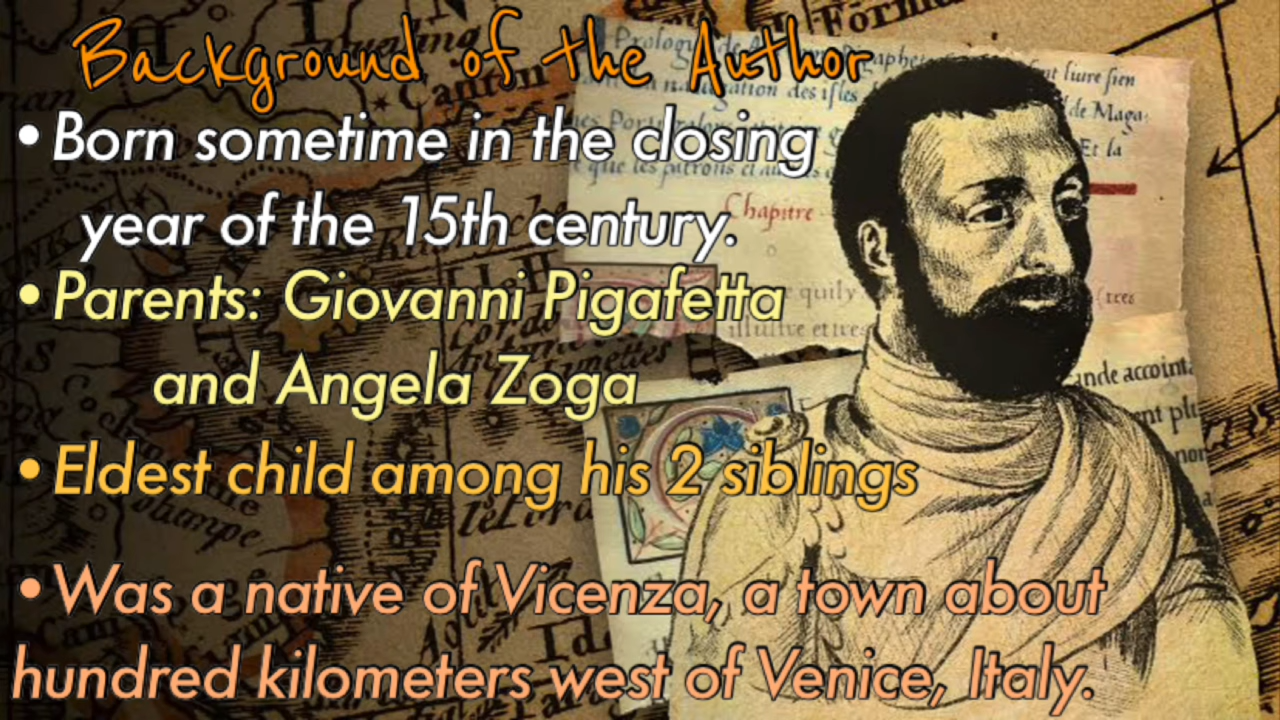 Background of the Author
•Born sometime in the closing
year of the 15th century.
•Parents: Giovanni Pigafetta
and Angela Zoga
•Eldest child among his 2 siblings
•Was a native of Vicenza, a town about
hundred kilometers west of Venice, Italy.
Chapitre